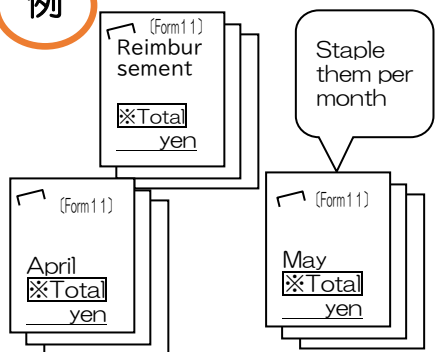 例
〔Form11〕
Reimbur
sement
※Total
yen
Staple
them per
month
〔Form11〕
April
※Total
yen
〔Form11〕
May
※Total
yen